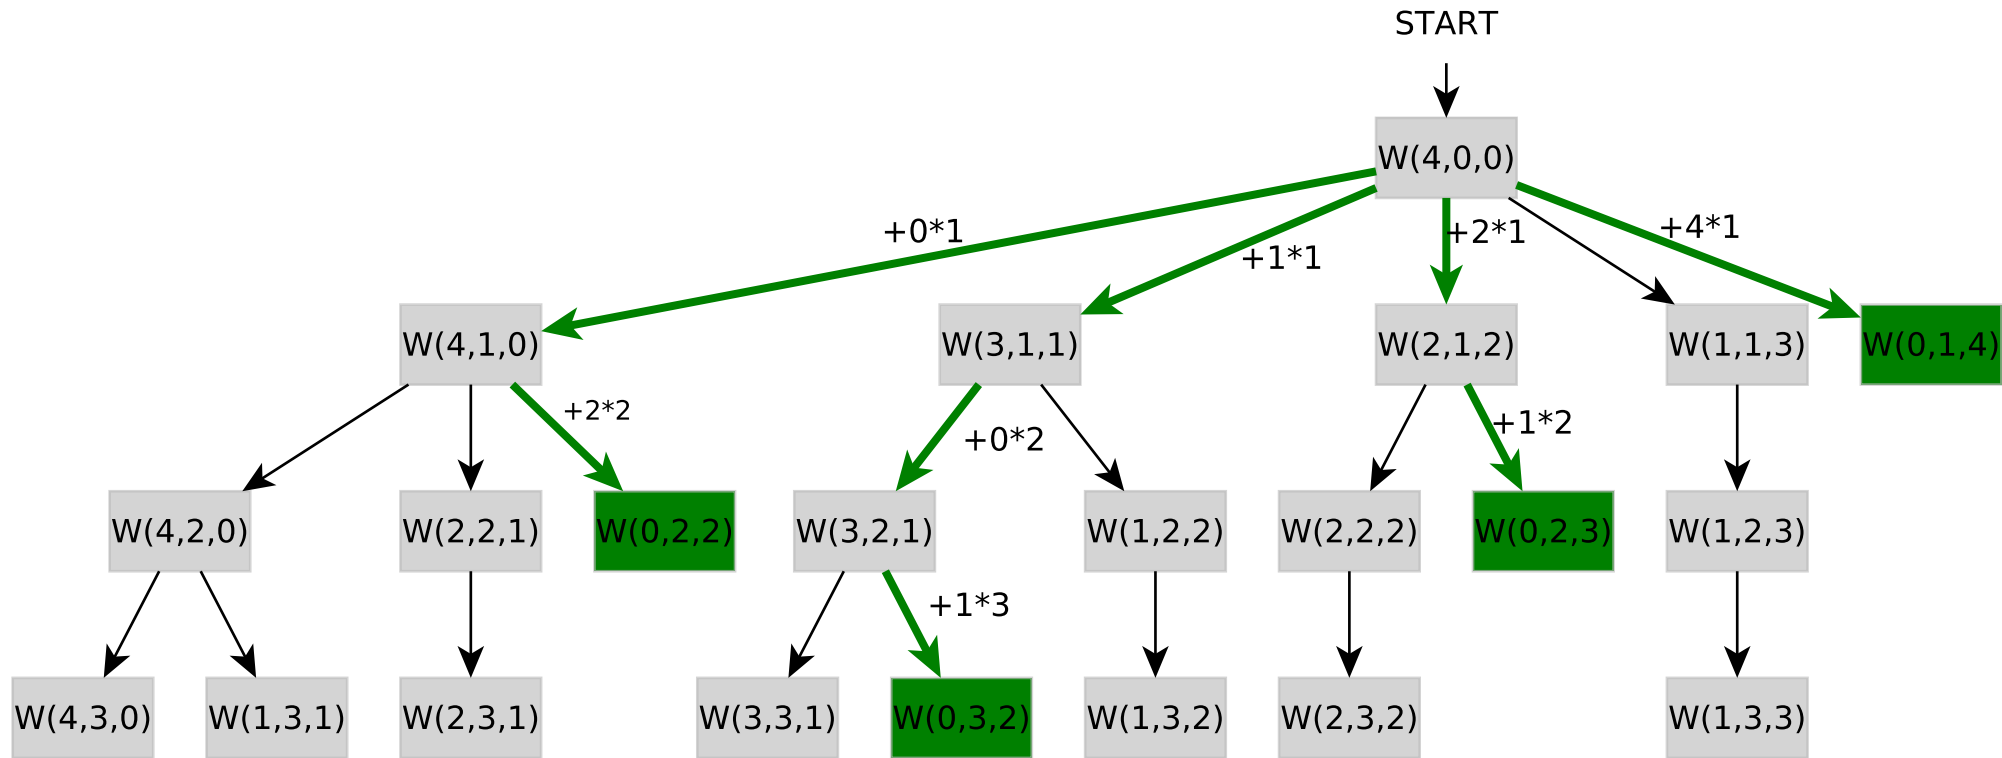 START
W(4,0,0)
+0*1
+1*1
+2*1
+4*1
W(4,1,0)
W(3,1,1)
W(2,1,2)
W(1,1,3)
W(0,1,4)
+2*2
+0*2
+1*2
W(4,2,0)
W(2,2,1)
W(0,2,2)
W(3,2,1)
W(1,2,2)
W(2,2,2)
W(0,2,3)
W(1,2,3)
+1*3
W(4,3,0)
W(1,3,1)
W(2,3,1)
W(3,3,1)
W(0,3,2)
W(1,3,2)
W(2,3,2)
W(1,3,3)